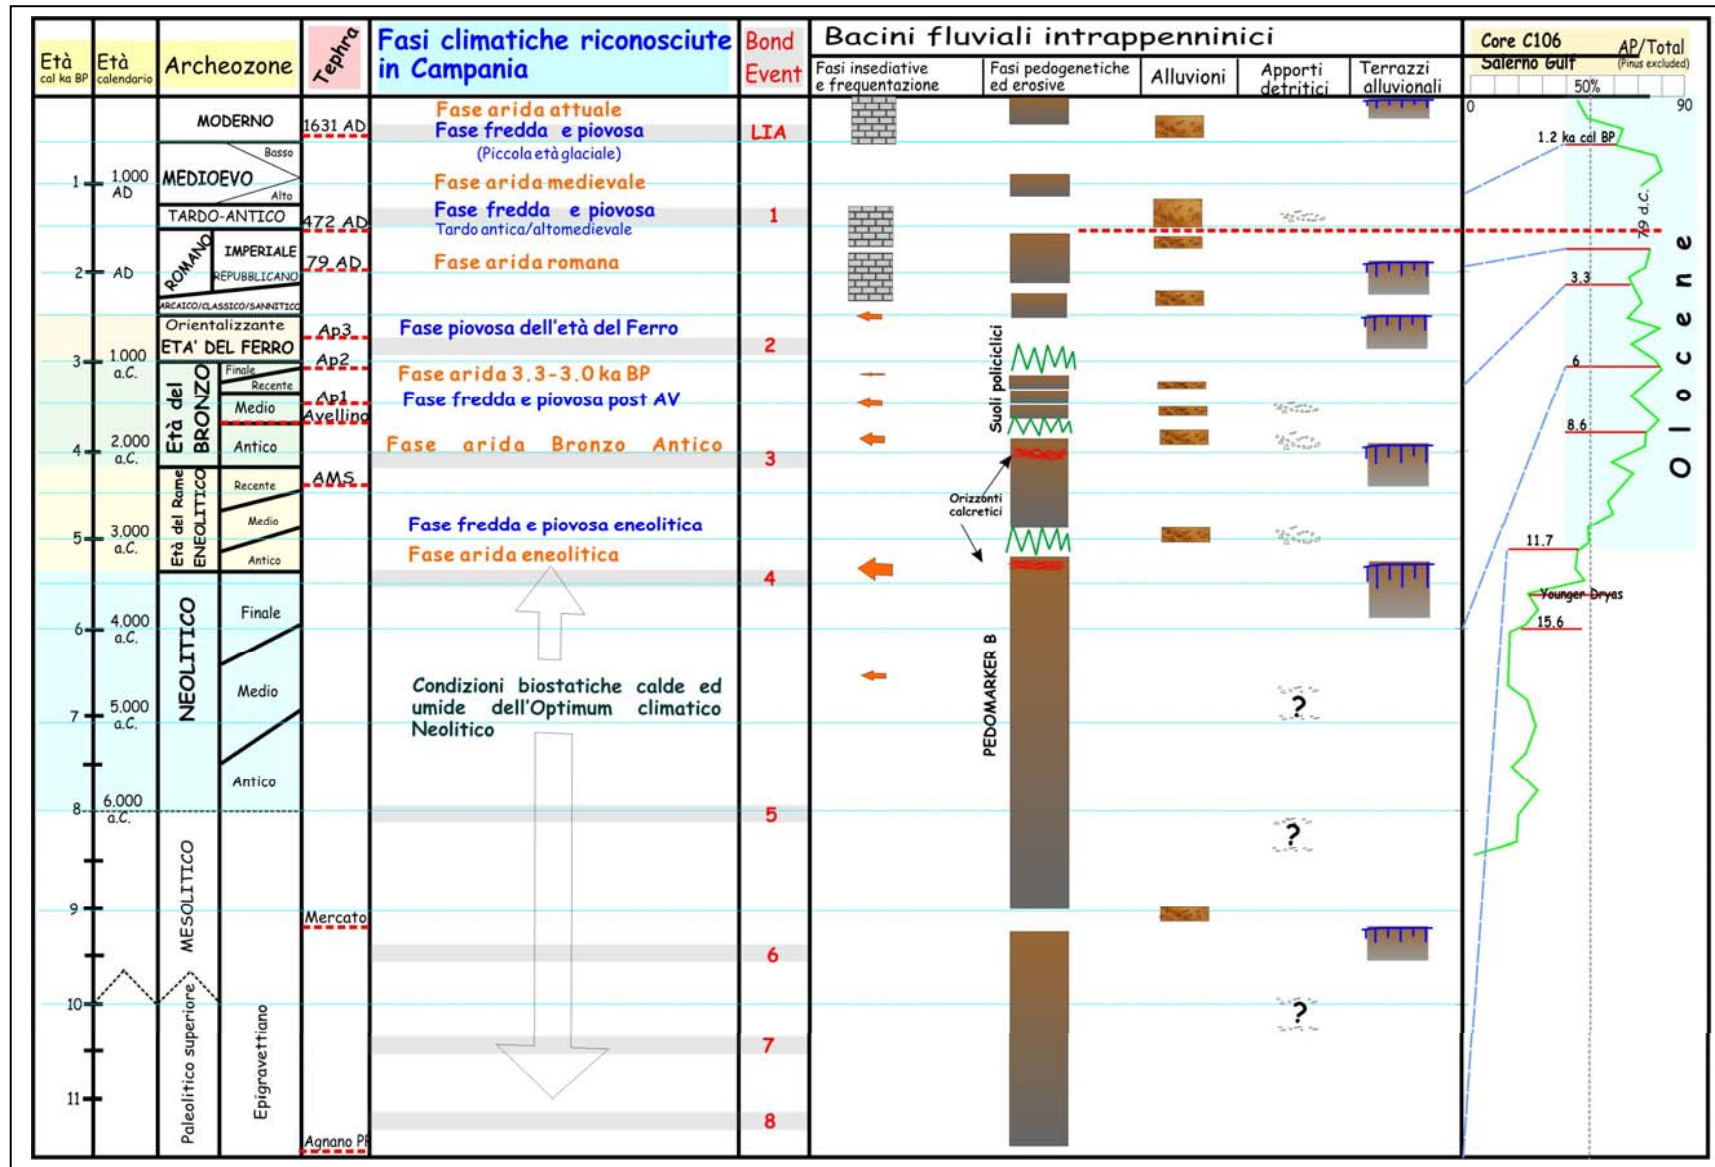 Età
cal ka BP
Età
calendario
Archeozone
Tephra
Fasi climatiche riconosciute
in Campania
Bond
Event
Bacini fluviali intrappenninici
Fasi insediative
e frequentazione
Fasi pedogenetiche
ed erosive
Alluvioni
Apporti
detritici
Terrazzi
alluvionali
Core C106
Salerno Gulf
AP/Total
(Pinus excluded)
50%
0
90
1
2
3
4
5
6
7
8
9
10
11
1.000
AD
AD
1.000
a.C.
2.000
a.C.
3.000
a.C.
4.000
a.C.
5.000
a.C.
6.000
a.C.
MODERNO
MEDIOEVO
Basso
Alto
TARDO-ANTICO
ROMANO
IMPERIALE
REPUBBLICANO
ARCAICO/CLASSICO/SANNITICO
Orientalizzante
ETA' DEL FERRO
Età del
BRONZO
Finale
Recente
Medio
Antico
Età del Rame
ENEOLITICO
Recente
Medio
Antico
NEOLITICO
Finale
Medio
Antico
MESOLITICO
Paleolitico superiore
Epigravettiano
1631 AD
472 AD
79 AD
Ap3
Ap2
Ap1
Avellino
AMS
Mercato
Agnano PP
Fase arida attuale
Fase fredda e piovosa
(Piccola età glaciale)
Fase arida medievale
Fase fredda e piovosa
Tardo antica/altomedievale
Fase arida romana
Fase piovosa dell'età del Ferro
Fase arida 3.3-3.0 ka BP
Fase fredda e piovosa post AV
Fase arida Bronzo Antico
Fase fredda e piovosa eneolitica
Fase arida eneolitica
Condizioni biostatiche calde ed
umide dell'Optimum climatico
Neolitico
LIA
1
2
3
4
5
6
7
8
Suoli policiclici
Orizzonti
calcretici
PEDOMARKER B
?
?
?
1.2 ka cal BP
79 d.C.
3.3
6
8.6
11.7
Younger Dryas
15.6
Olocene